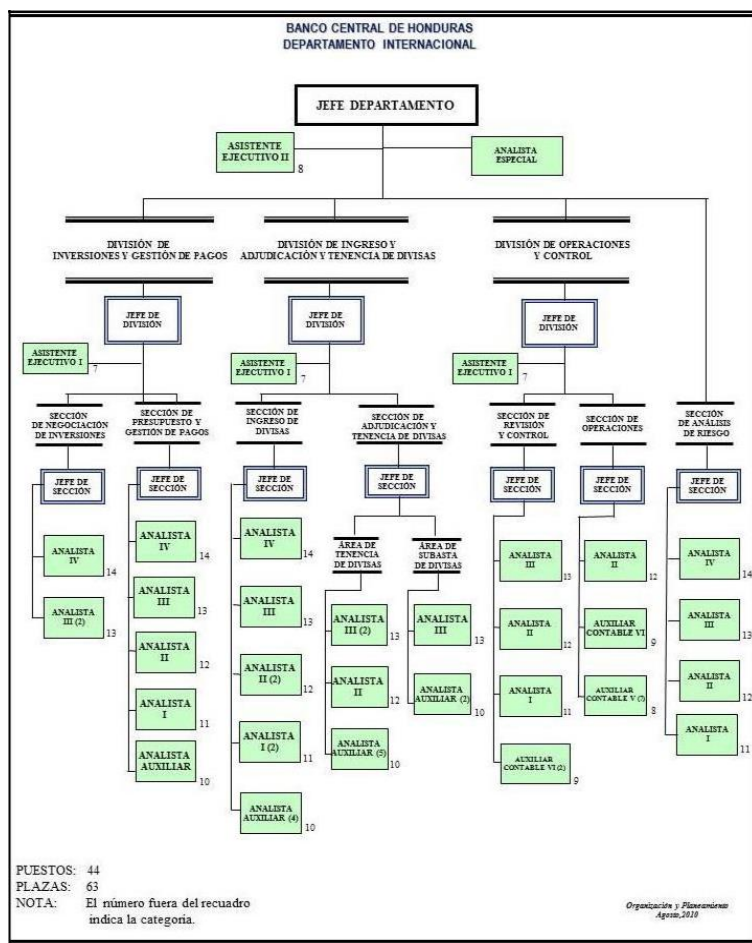 BANCO CENTRAL DE HONDURAS
DEPARTAMENTO INTERNACIONAL
JEFE DEPARTAMENTO
ASISTENTE
EJECUTIVO II
8
ANALISTA
ESPECIAL
DIVISIÓN DE
INVERSIONES Y GESTIÓN DE PAGOS
DIVISIÓN DE INGRESO Y
ADJUDICACIÓN Y TENENCIA DE DIVISAS
DIVISIÓN DE OPERACIONES
Y CONTROL
JEFE DE
DIVISIÓN
JEFE DE
DIVISIÓN
JEFE DE
DIVISIÓN
ASISTENTE
EJECUTIVO I
7
ASISTENTE
EJECUTIVO I
7
ASISTENTE
EJECUTIVO I
7
SECCIÓN
DE NEGOCIACIÓN
DE INVERSIONES
JEFE DE
SECCIÓN
ANALISTA
IV
14
ANALISTA
III (2)
13
SECCIÓN DE
PRESUPUESTO Y
GESTIÓN DE PAGOS
JEFE DE
SECCIÓN
ANALISTA
IV
14
ANALISTA
III
13
ANALISTA
II
12
ANALISTA
I
11
ANALISTA
AUXILIAR
10
SECCIÓN DE
INGRESO DE
DIVISAS
JEFE DE
SECCIÓN
ANALISTA
IV
14
ANALISTA
III
13
ANALISTA
II (2)
12
ANALISTA
I (2)
11
ANALISTA
AUXILIAR (4)
10
SECCIÓN DE
ADJUDICACIÓN Y
TENENCIA DE DIVISAS
JEFE DE
SECCIÓN
ÁREA DE
TENENCIA
DE DIVISAS
ANALISTA
III (2)
13
ANALISTA
II
12
ANALISTA
AUXILIAR (5)
10
ÁREA DE
SUBASTA
DE DIVISAS
ANALISTA
III
13
ANALISTA
AUXILIAR (2)
10
SECCIÓN DE
REVISIÓN
Y CONTROL
JEFE DE
SECCIÓN
ANALISTA
III
13
ANALISTA
II
12
ANALISTA
I
11
AUXILIAR
CONTABLE VI (2)
9
SECCIÓN DE
OPERACIONES
JEFE DE
SECCIÓN
ANALISTA
II
12
AUXILIAR
CONTABLE VI
9
AUXILIAR
CONTABLE V
8
SECCIÓN
DE ANÁLISIS
DE RIESGO
JEFE DE
SECCIÓN
ANALISTA
IV
14
ANALISTA
III
13
ANALISTA
II
12
ANALISTA
I
11
PUESTOS: 44
PLAZAS: 63
NOTA: El número fuera del recuadro
indica la categoria.
Organización y Planeamiento
Agosto,2010